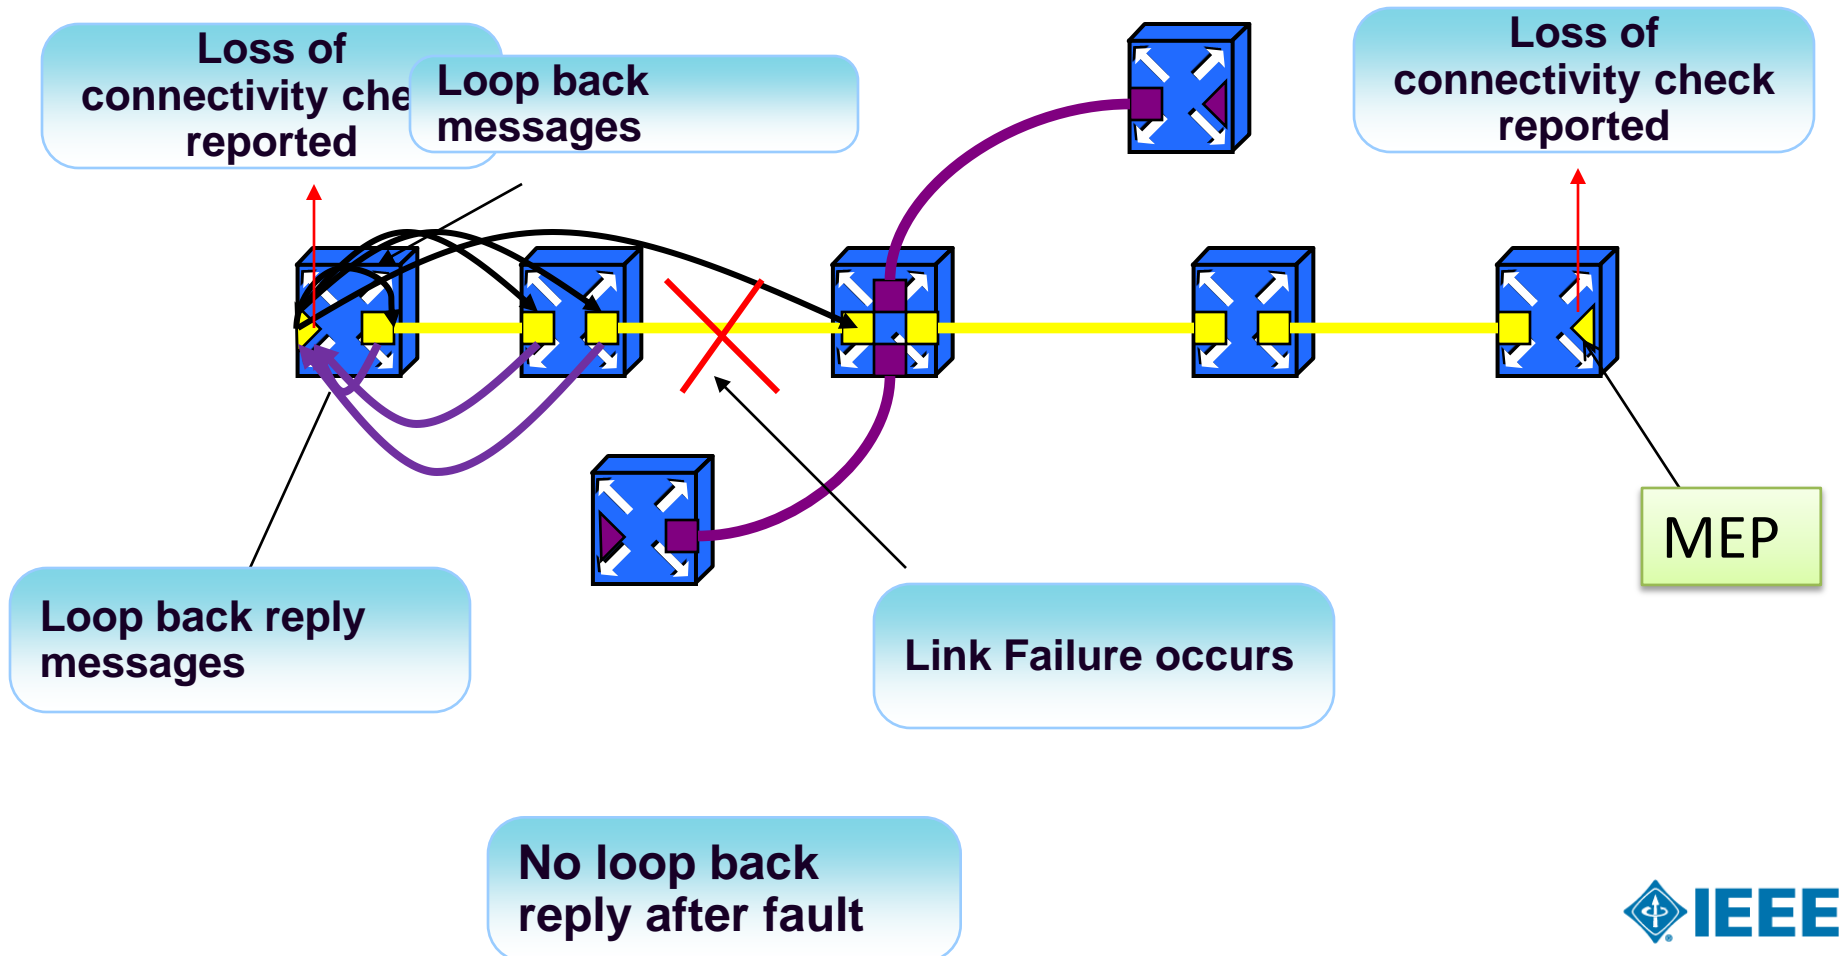 Loss of
connectivity che
reported
Loop back
messages
Loss of
connectivity check
reported
MEP
Loop back reply
messages
Link Failure occurs
No loop back
reply after fault
IEEE